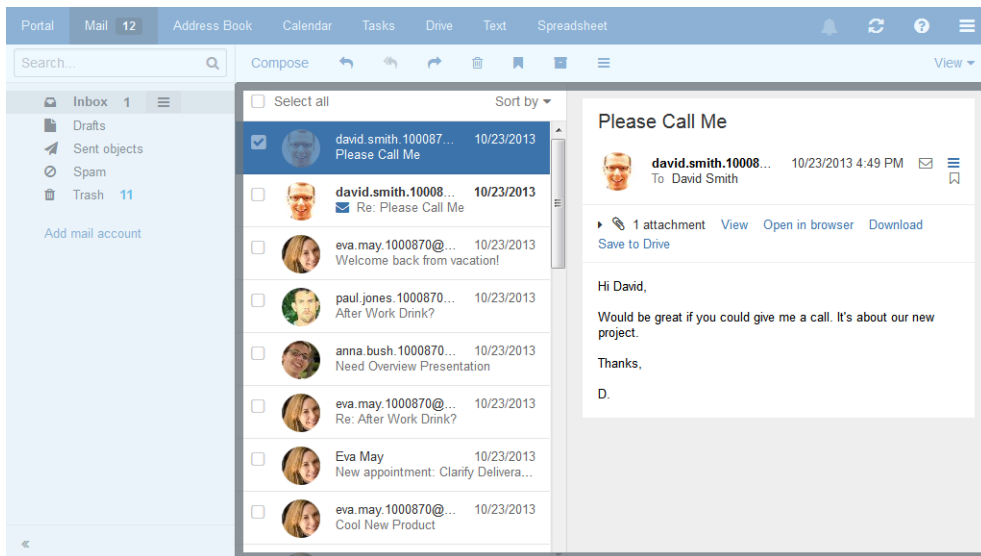 Portal Mail 12 Address Book Calendar Tasks Drive Text Spreadsheet
Search...
Compose
View
Inbox 1
Drafts
Sent objects
Spam
Trash 11
Add mail account
Select all Sort by
david.smith.100087... 10/23/2013
Please Call Me
david.smith.10008... 10/23/2013
Re: Please Call Me
eva.may.1000870@... 10/23/2013
Welcome back from vacation!
paul.jones.1000870... 10/23/2013
After Work Drink?
anna.bush.1000870... 10/23/2013
Need Overview Presentation
eva.may.1000870@... 10/23/2013
Re: After Work Drink?
Eva May 10/23/2013
New appointment: Clarify Delivera...
eva.may.1000870@... 10/23/2013
Cool New Product
Please Call Me
david.smith.10008... 10/23/2013 4:49 PM
To David Smith
1 attachment View Open in browser Download
Save to Drive
Hi David,
Would be great if you could give me a call. It's about our new
project.
Thanks,
D.